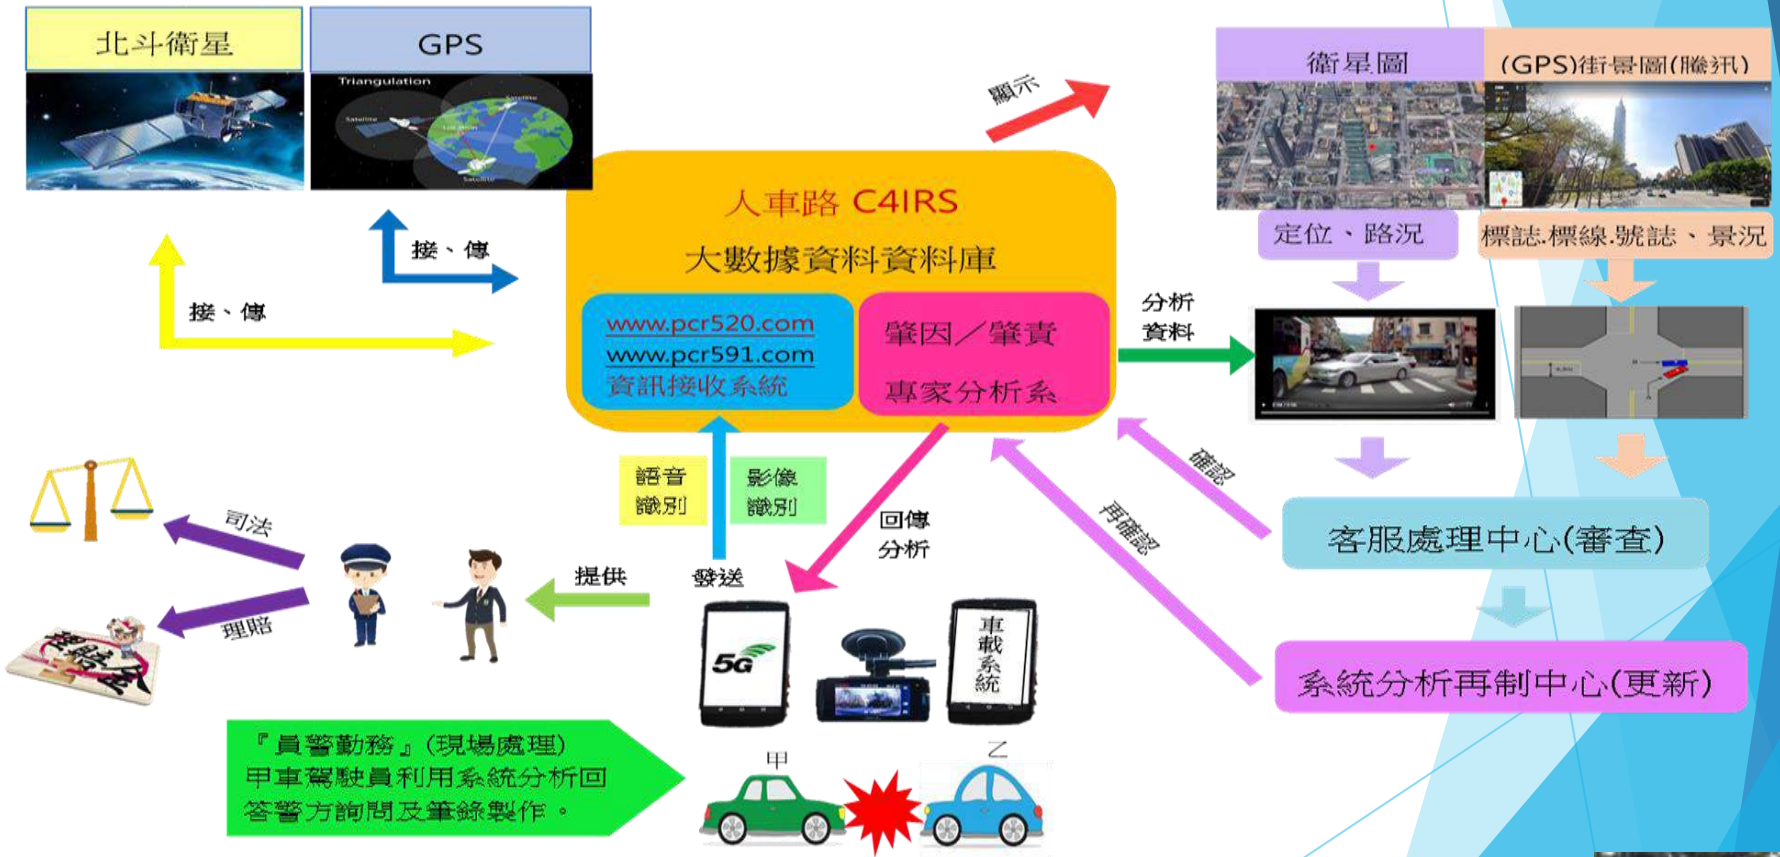 北斗衛星
GPS
Triangulation
Satellite
Satellite
Satellite
接、傳
接、傳
顯示
人車路 C4IRS
大數據資料資料庫
www.pcr520.com
www.pcr591.com
資訊接收系統
肇因／肇責
專家分析系
分析
資料
衛星圖
(GPS)街景圖(騰訊)
定位、路況
標誌.標線.號誌、景況
確認
再確認
客服處理中心(審查)
系統分析再制中心(更新)
語音
識別
影像
識別
回傳
分析
發送
提供
司法
理賠
理賠金
5G
車載系統
『員警勤務』(現場處理)
甲車駕駛員利用系統分析回
答警方詢問及筆錄製作。
甲
乙